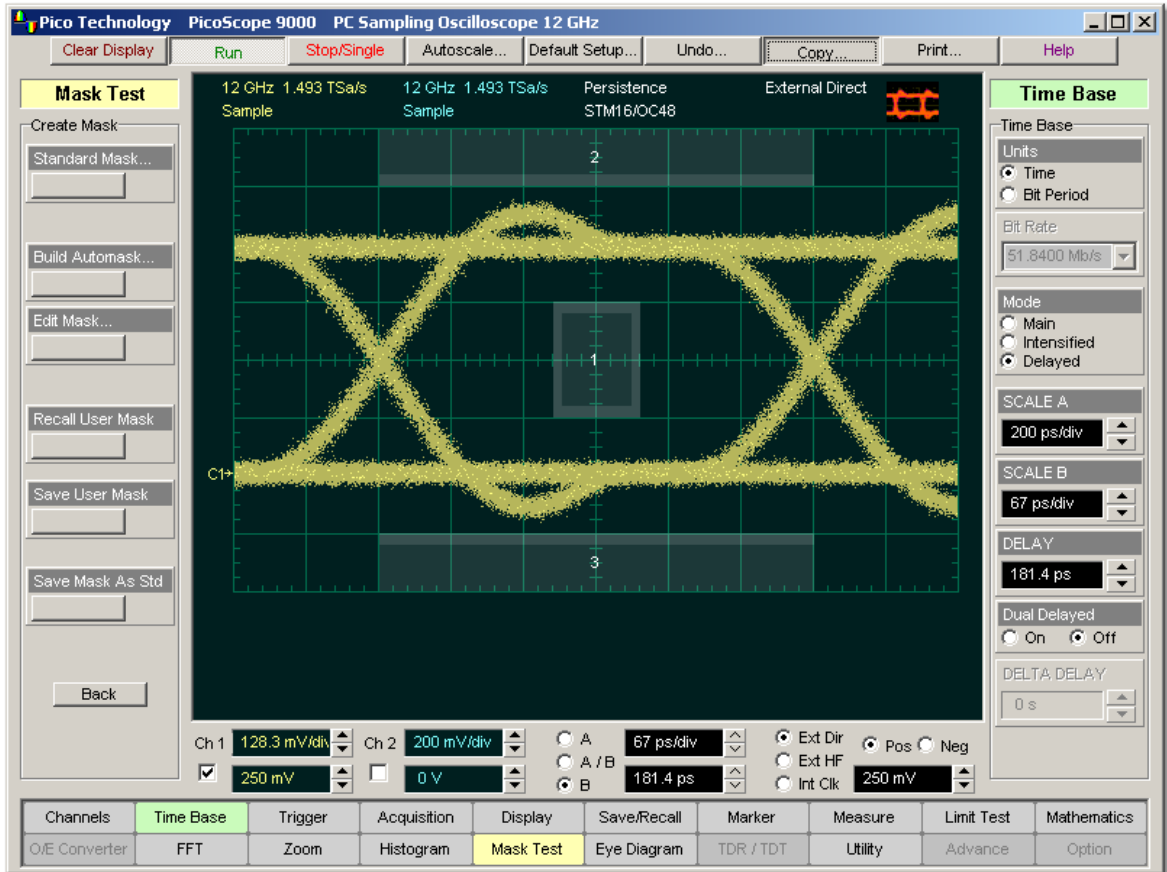 Pico Technology PicoScope 9000 PC Sampling Oscilloscope 12 GHz
Clear Display Run Stop/Single Autoscale... Default Setup... Undo... Copy... Print... Help
Mask Test
Create Mask
Standard Mask...
Build Automask...
Edit Mask...
Recall User Mask
Save User Mask
Save Mask As Std
Back
12 GHz 1.493 TSa/s 12 GHz 1.493 TSa/s Persistence External Direct
Sample Sample STM16/OC48
2
1
C1
3
Time Base
Time Base
Units
Time
Bit Period
Bit Rate
51.8400 Mb/s
Mode
Main
Intensified
Delayed
SCALE A
200 ps/div
SCALE B
67 ps/div
DELAY
181.4 ps
Dual Delayed
On Off
DELTA DELAY
0 s
Ch 1 128.3 mV/div Ch 2 200 mV/div A 67 ps/div Ext Dir Pos Neg
A / B Ext HF
250 mV 0 V B 181.4 ps Int Clk 250 mV
Channels Time Base Trigger Acquisition Display Save/Recall Marker Measure Limit Test Mathematics
O/E Converter FFT Zoom Histogram Mask Test Eye Diagram TDR / TDT Utility Advance Option